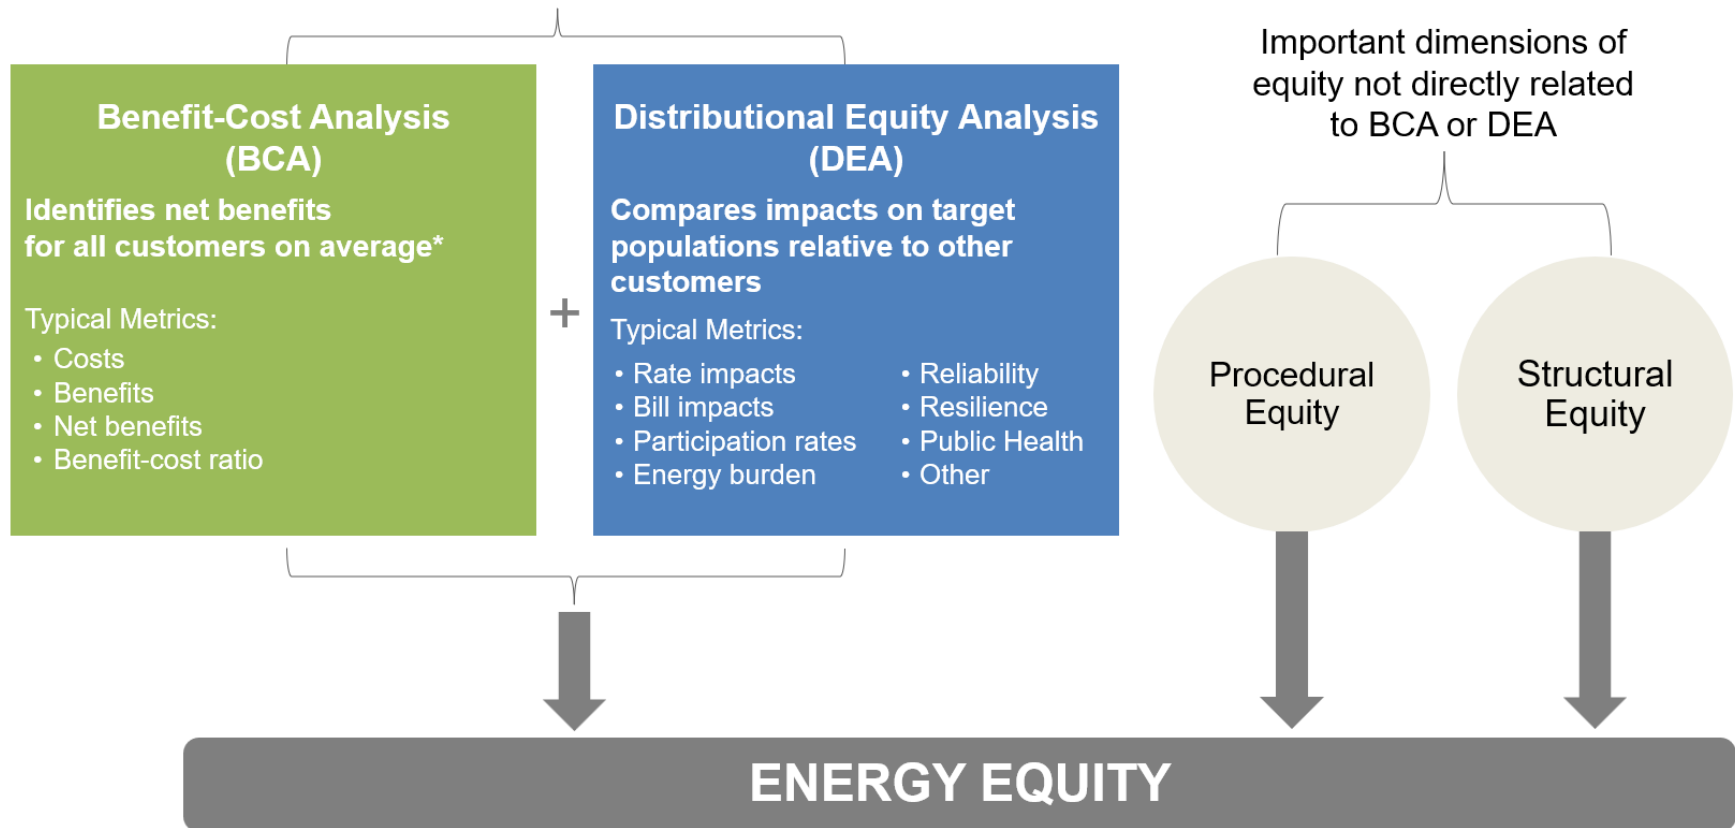 Benefit-Cost Analysis
(BCA)
Identifies net benefits
for all customers on average*
Typical Metrics:
• Costs
• Benefits
• Net benefits
• Benefit-cost ratio
+
Distributional Equity Analysis
(DEA)
Compares impacts on target
populations relative to other
customers
Typical Metrics:
• Rate impacts
• Bill impacts
• Participation rates
• Energy burden
• Reliability
• Resilience
• Public Health
• Other
Important dimensions of
equity not directly related
to BCA or DEA
Procedural
Equity
Structural
Equity
ENERGY EQUITY